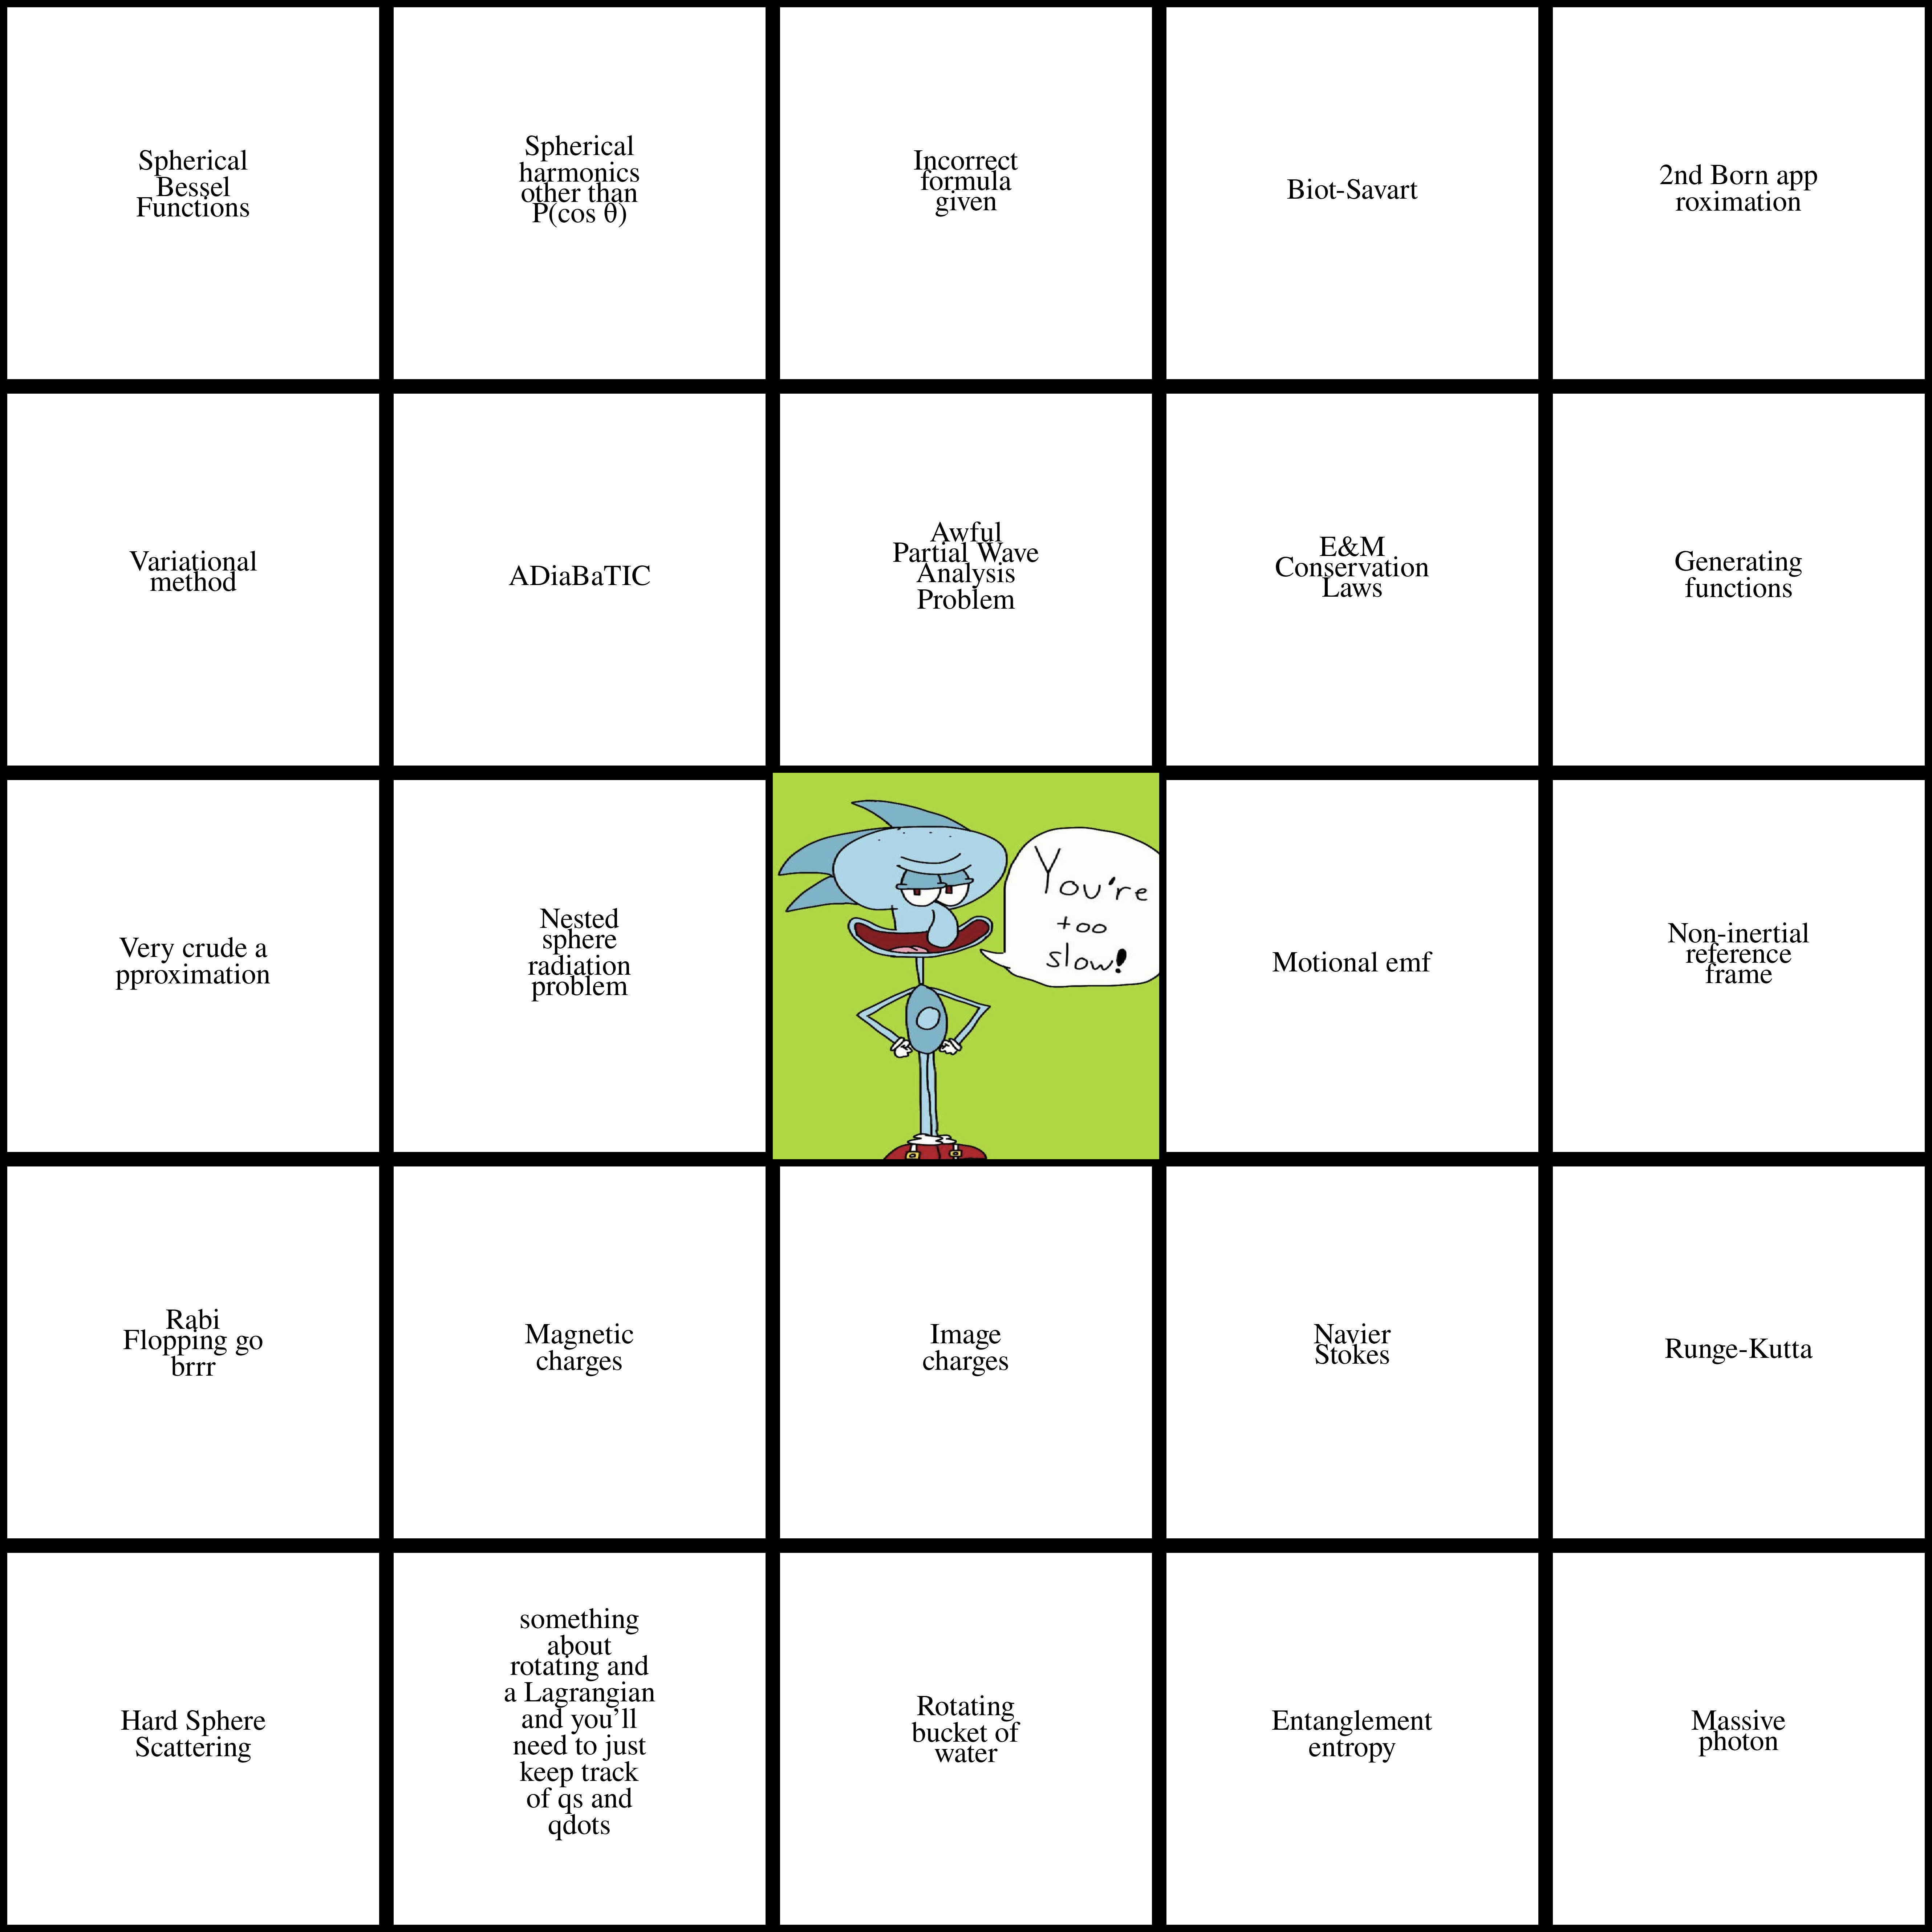 Spherical
Bessel
Functions
Spherical
harmonics
other than
P(cos θ)
Incorrect
formula
given
Biot-Savart
2nd Born app
roximation
Variational
method
ADiaBaTIC
Awful
Partial Wave
Analysis
Problem
E&M
Conservation
Laws
Generating
functions
Very crude a
pproximation
Nested
sphere
radiation
problem
You're
too
slow!
Motional emf
Non-inertial
reference
frame
Rabi
Flopping go
brrr
Magnetic
charges
Image
charges
Navier
Stokes
Runge-Kutta
Hard Sphere
Scattering
something
about
rotating and
a Lagrangian
and you'll
need to just
keep track
of qs and
qdots
Rotating
bucket of
water
Entanglement
entropy
Massive
photon